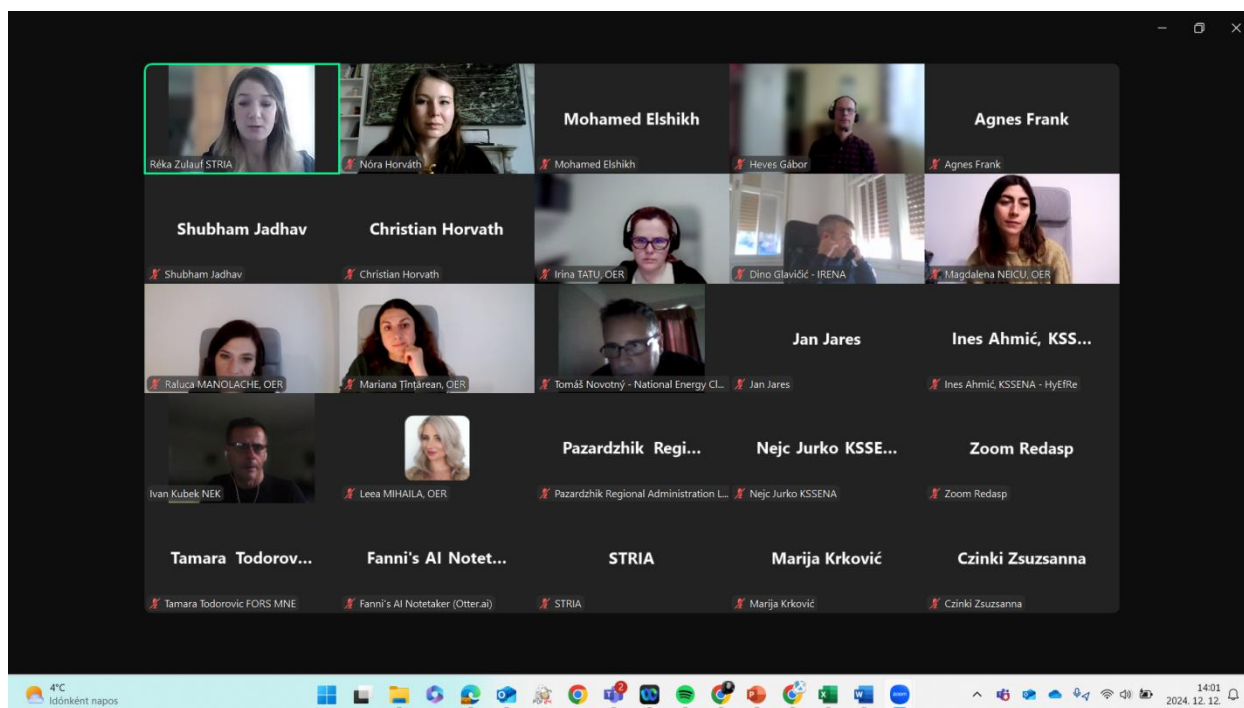 Réka Zulauf STRIA
Nóra Horváth
Mohamed Elshikh
Mohamed Elshikh
Heves Gábor
Agnes Frank
Agnes Frank
Shubham Jadhav
Shubham Jadhav
Christian Horvath
Christian Horvath
Irina TATU, OER
Dino Glavičić - IRENA
Magdalena NEICU, OER
Raluca MANOLACHE, OER
Mariana Țînțărean, OER
Tomáš Novotný - National Energy Cl...
Jan Jares
Jan Jares
Ines Ahmić, KSS...
Ines Ahmić, KSSENA - HyEfRe
Ivan Kubek NEK
Leea MIHAILA, OER
Pazardzhik Regi...
Pazardzhik Regional Administration L...
Nejc Jurko KSSE...
Nejc Jurko KSSENA
Zoom Redasp
Zoom Redasp
Tamara Todorov...
Tamara Todorovic FORS MNE
Fanni's AI Notet...
Fanni's AI Notetaker (Otter.ai)
STRIA
STRIA
Marija Krković
Marija Krković
Czinki Zsuzsanna
Czinki Zsuzsanna
4°C
Időnként napos
14:01
2024. 12. 12.